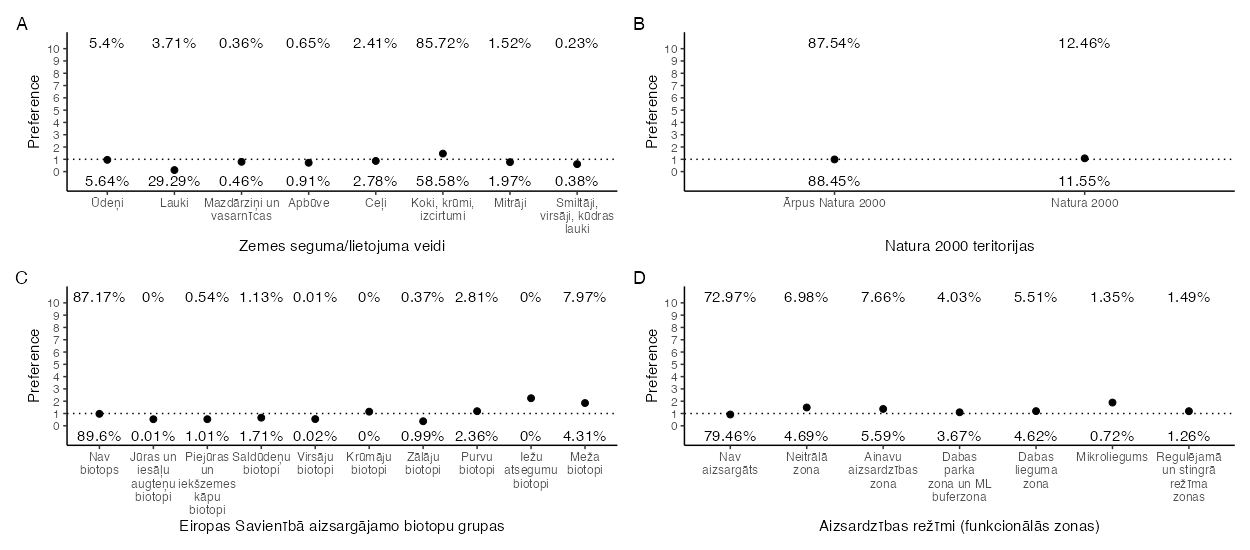 A
5.4% 3.71% 0.36% 0.65% 2.41% 85.72% 1.52% 0.23%
10
9
8
7
6
5
4
3
2
1
0
Preference
5.64% 29.29% 0.46% 0.91% 2.78% 58.58% 1.97% 0.38%
Ūdeņi Lauki Mazdārziņi un Apbūve Ceļi Koki, krūmi, Mitrāji Smiltāji,
vasarnīcas izcirtumi virsāji, kūdras
lauki
Zemes seguma/lietojuma veidi
B
87.54% 12.46%
10
9
8
7
6
5
4
3
2
1
0
Preference
88.45% 11.55%
Ārpus Natura 2000 Natura 2000
Natura 2000 teritorijas
C
87.17% 0% 0.54% 1.13% 0.01% 0% 0.37% 2.81% 0% 7.97%
10
9
8
7
6
5
4
3
2
1
0
Preference
89.6% 0.01% 1.01% 1.71% 0.02% 0% 0.99% 2.36% 0% 4.31%
Nav Jūras un Piejūras Saldūdeņu Virsāju Krūmāju Zālāju Purvu Iežu Meža
biotops iesāļu un biotopi biotopi biotopi biotopi biotopi atsegumu biotopi
augteņu iekšzemes biotopi
biotopi kāpu
biotopi
Eiropas Savienībā aizsargājamo biotopu grupas
D
72.97% 6.98% 7.66% 4.03% 5.51% 1.35% 1.49%
10
9
8
7
6
5
4
3
2
1
0
Preference
79.46% 4.69% 5.59% 3.67% 4.62% 0.72% 1.26%
Nav Neitrālā Ainavu Dabas Dabas Mikroliegums Regulējamā
aizsargāts zona aizsardzības parka lieguma un stingrā
zona zona un ML zona režīma
buferzona zonas
Aizsardzības režīmi (funkcionālās zonas)